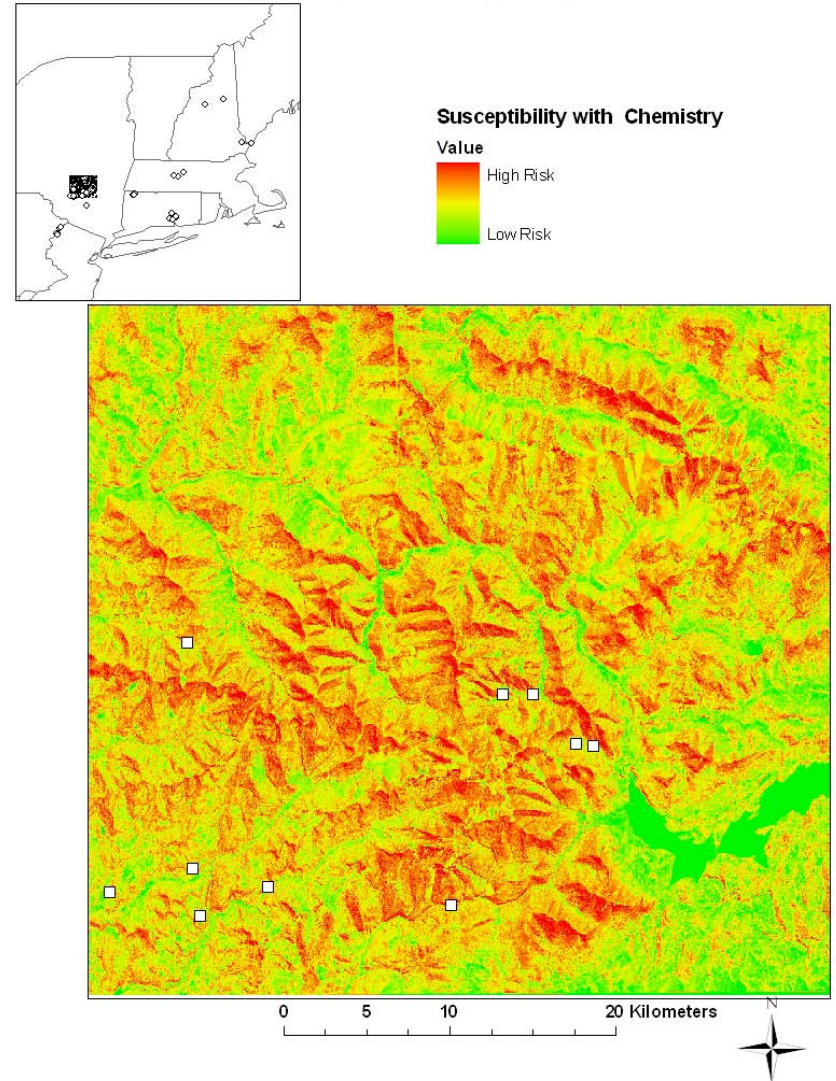 Susceptibility with Chemistry
Value
High Risk
Low Risk
0 5 10 20 Kilometers
N